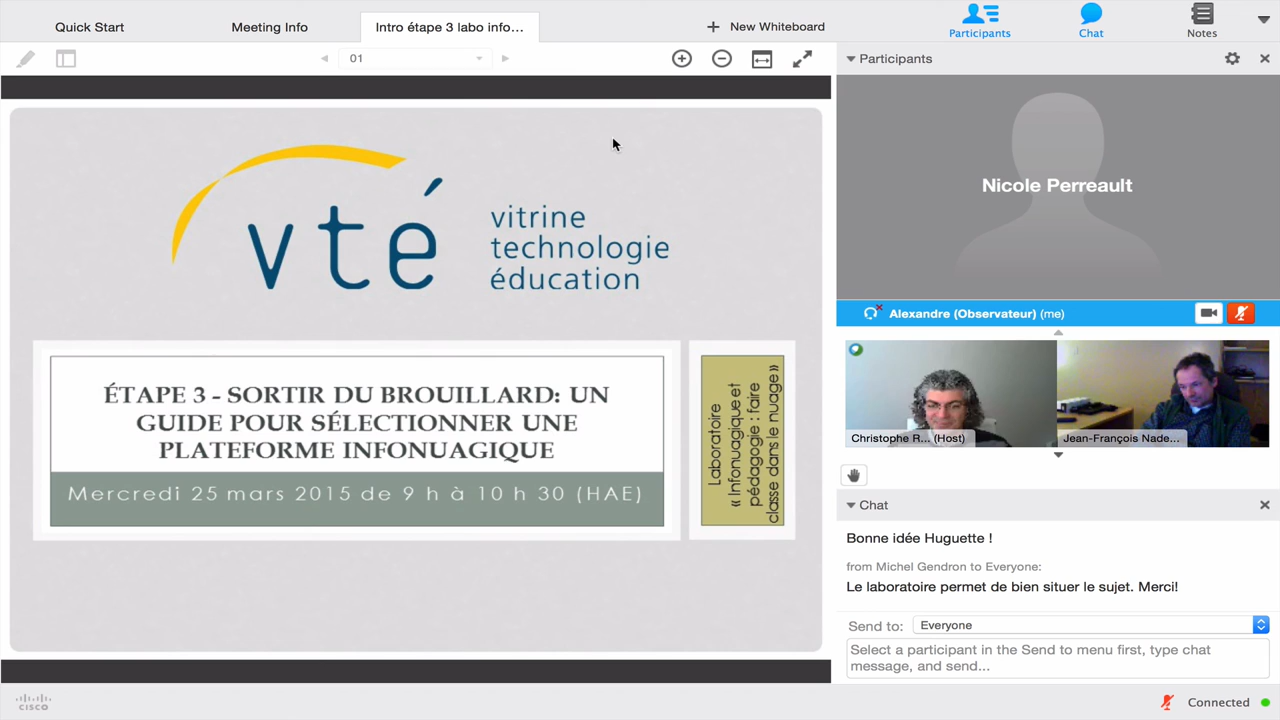 Quick Start
Meeting Info
Intro étape 3 labo info...
New Whiteboard
Participants
Chat
Notes
01
Participants
vté
vitrine
technologie
éducation
ÉTAPE 3 - SORTIR DU BROUILLARD: UN
GUIDE POUR SÉLECTIONNER UNE
PLATEFORME INFONUAGIQUE
Mercredi 25 mars 2015 de 9 h à 10 h 30 (HAE)
Laboratoire
« Infonuagique et
pédagogie : faire
classe dans le nuage»
Nicole Perreault
Alexandre (Observateur) (me)
Christophe R... (Host)
Jean-François Nade...
Chat
Bonne idée Huguette !
from Michel Gendron to Everyone:
Le laboratoire permet de bien situer le sujet. Merci!
Send to:
Everyone
Select a participant in the Send to menu first, type chat
message, and send...
CISCO
Connected